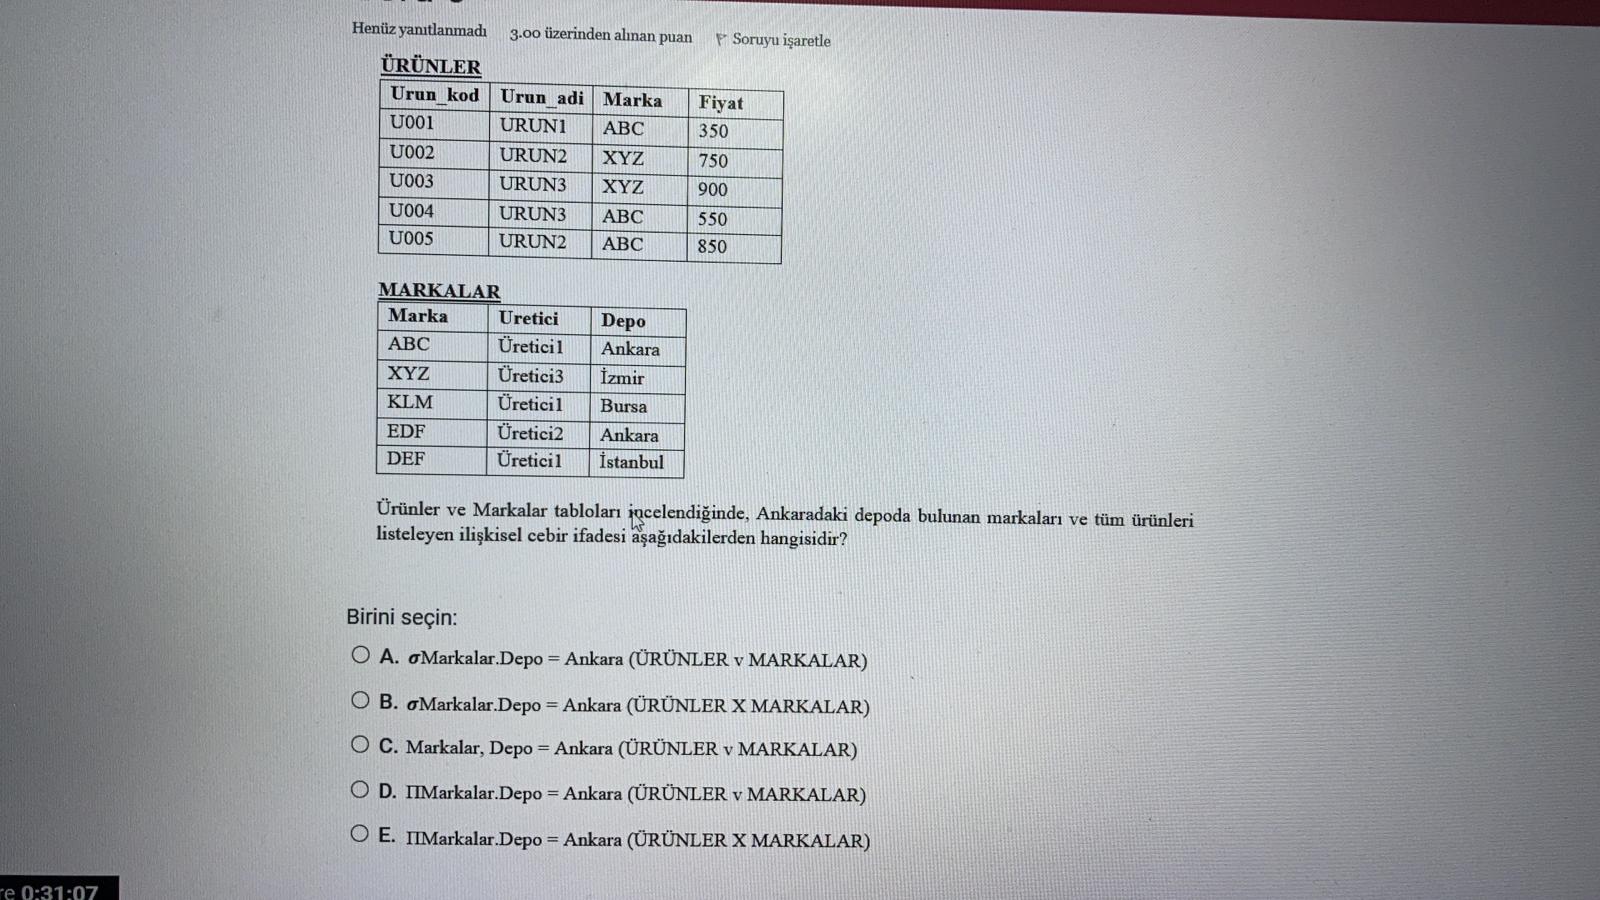 Henüz yanıtlanmadı 3.00 üzerinden alınan puan Soruyu işaretle
ÜRÜNLER
Urun_kod Urun_adi Marka Fiyat
U001 URUN1 ABC 350
U002 URUN2 XYZ 750
U003 URUN3 XYZ 900
U004 URUN3 ABC 550
U005 URUN2 ABC 850
MARKALAR
Marka Uretici Depo
ABC Üretici1 Ankara
XYZ Üretici3 İzmir
KLM Üretici1 Bursa
EDF Üretici2 Ankara
DEF Üretici1 İstanbul
Ürünler ve Markalar tabloları incelendiğinde, Ankaradaki depoda bulunan markaları ve tüm ürünleri
listeleyen ilişkisel cebir ifadesi aşağıdakilerden hangisidir?
Birini seçin:
A. σMarkalar.Depo = Ankara (ÜRÜNLER v MARKALAR)
B. σMarkalar.Depo = Ankara (ÜRÜNLER X MARKALAR)
C. Markalar, Depo = Ankara (ÜRÜNLER v MARKALAR)
D. ΠMarkalar.Depo = Ankara (ÜRÜNLER v MARKALAR)
E. ΠMarkalar.Depo = Ankara (ÜRÜNLER X MARKALAR)
0:31:07